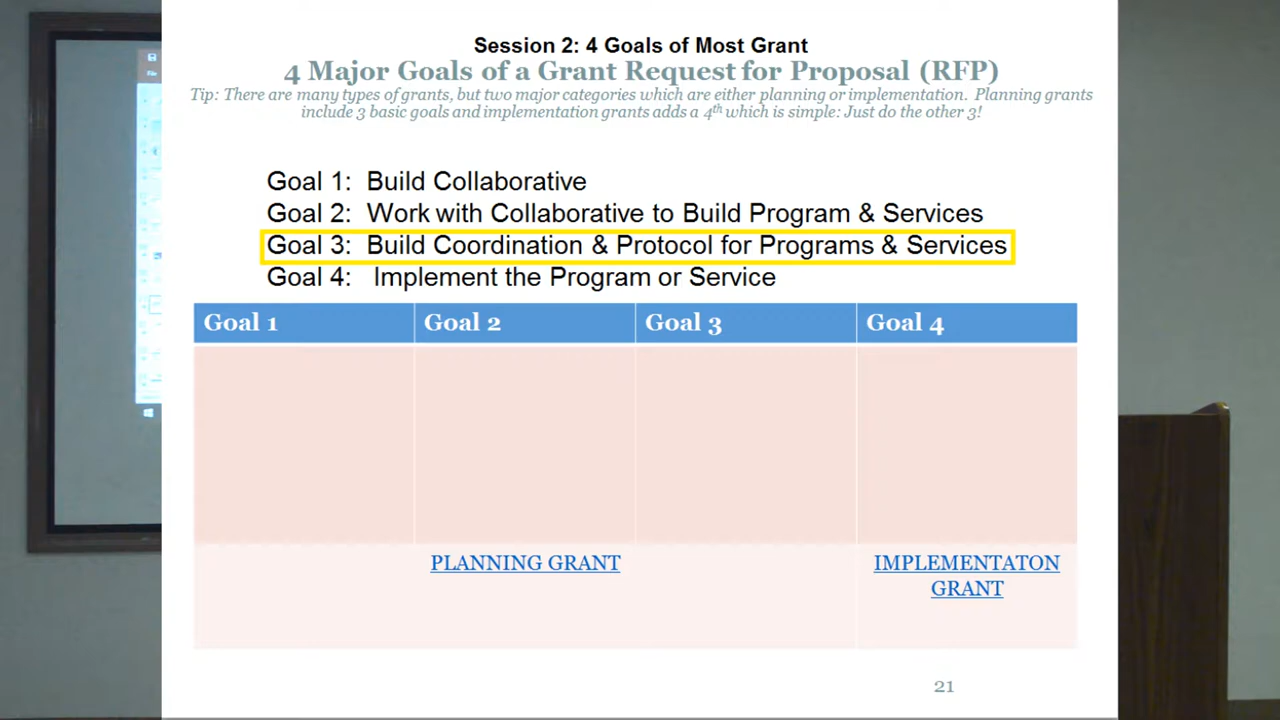 Session 2: 4 Goals of Most Grant
4 Major Goals of a Grant Request for Proposal (RFP)
Tip: There are many types of grants, but two major categories which are either planning or implementation. Planning grants
include 3 basic goals and implementation grants adds a 4th which is simple: Just do the other 3!
Goal 1: Build Collaborative
Goal 2: Work with Collaborative to Build Program & Services
Goal 3: Build Coordination & Protocol for Programs & Services
Goal 4: Implement the Program or Service
Goal 1 Goal 2 Goal 3 Goal 4
PLANNING GRANT IMPLEMENTATON
GRANT
21